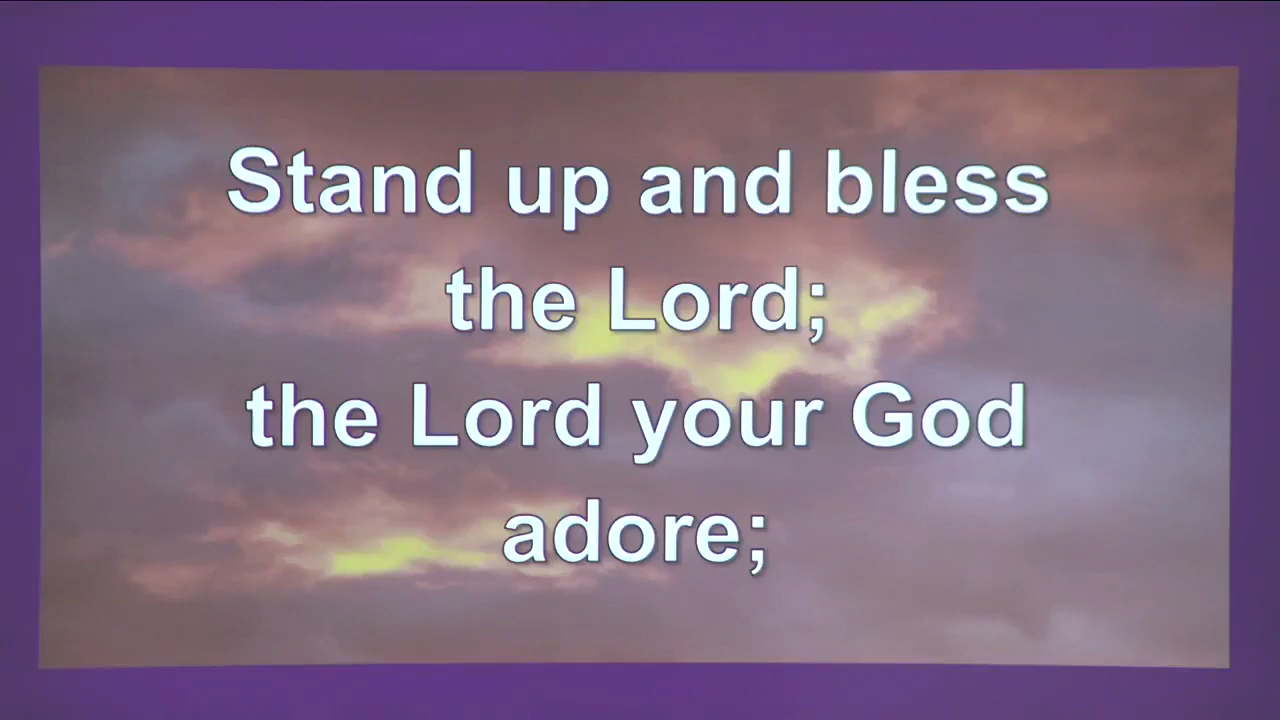 Stand up and bless
the Lord;
the Lord your God
adore;